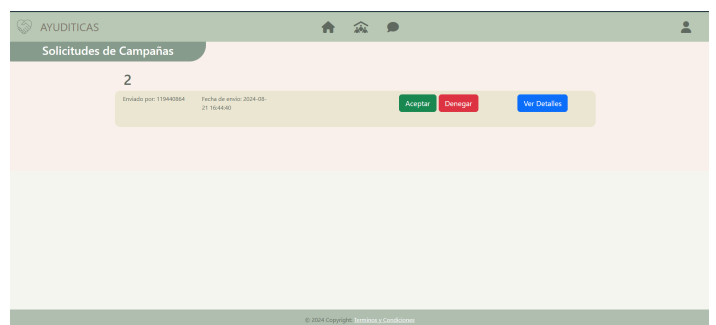 AYUDITICAS
Solicitudes de Campañas
2
Enviado por: 119440864
Fecha de envío: 2024-08-
21 16:44:40
Aceptar
Denegar
Ver Detalles
© 2024 Copyright: Terminos y Condiciones